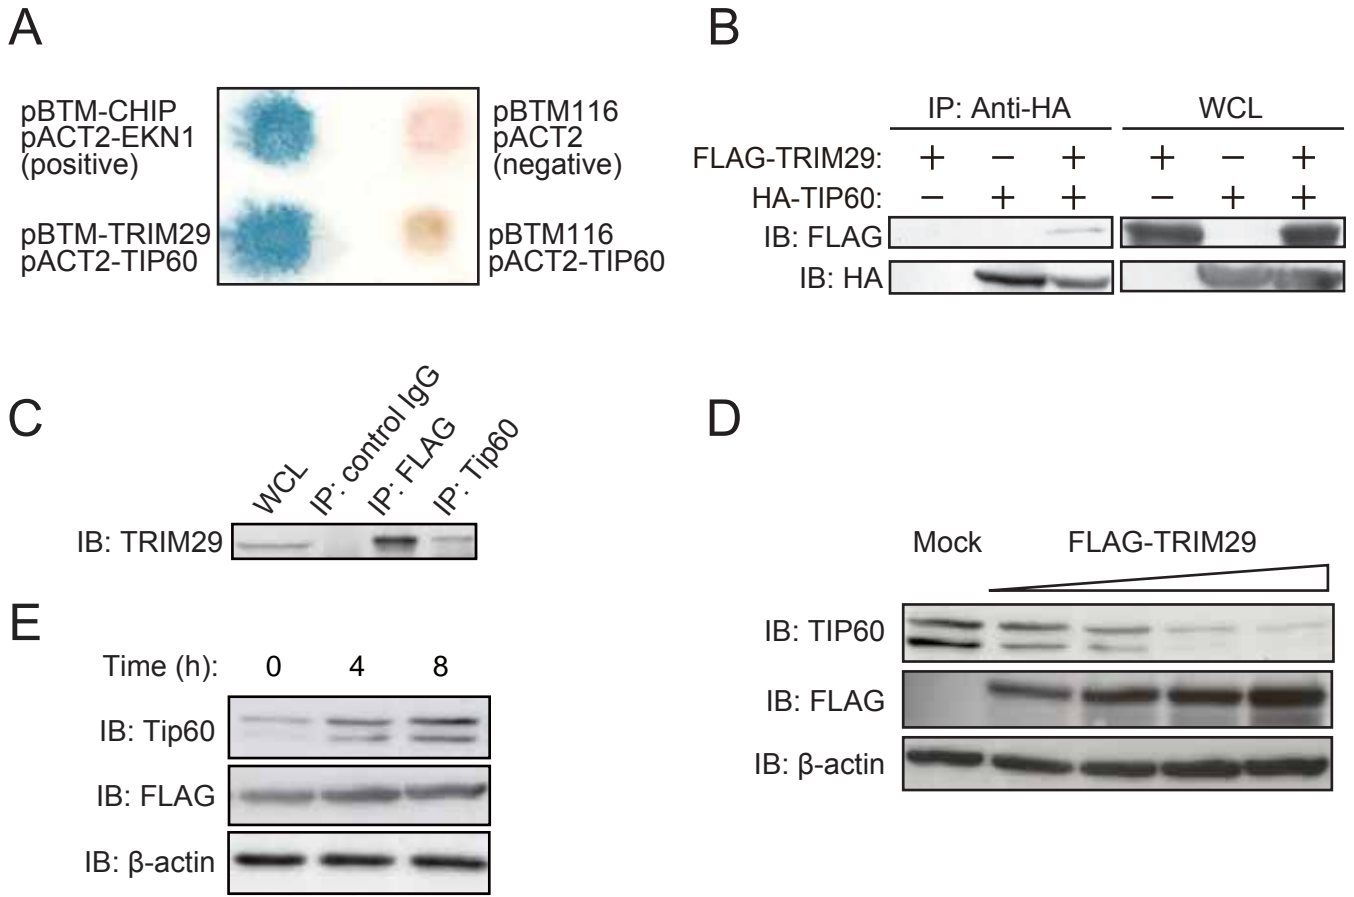 A
pBTM-CHIP
pACT2-EKN1
(positive)
pBTM116
pACT2
(negative)
pBTM-TRIM29
pACT2-TIP60
pBTM116
pACT2-TIP60
B
IP: Anti-HA WCL
FLAG-TRIM29: + − + + − +
HA-TIP60: − + + − + +
IB: FLAG
IB: HA
C
WCL
IP: control IgG
IP: FLAG
IP: Tip60
IB: TRIM29
D
Mock FLAG-TRIM29
IB: TIP60
IB: FLAG
IB: β-actin
E
Time (h): 0 4 8
IB: Tip60
IB: FLAG
IB: β-actin